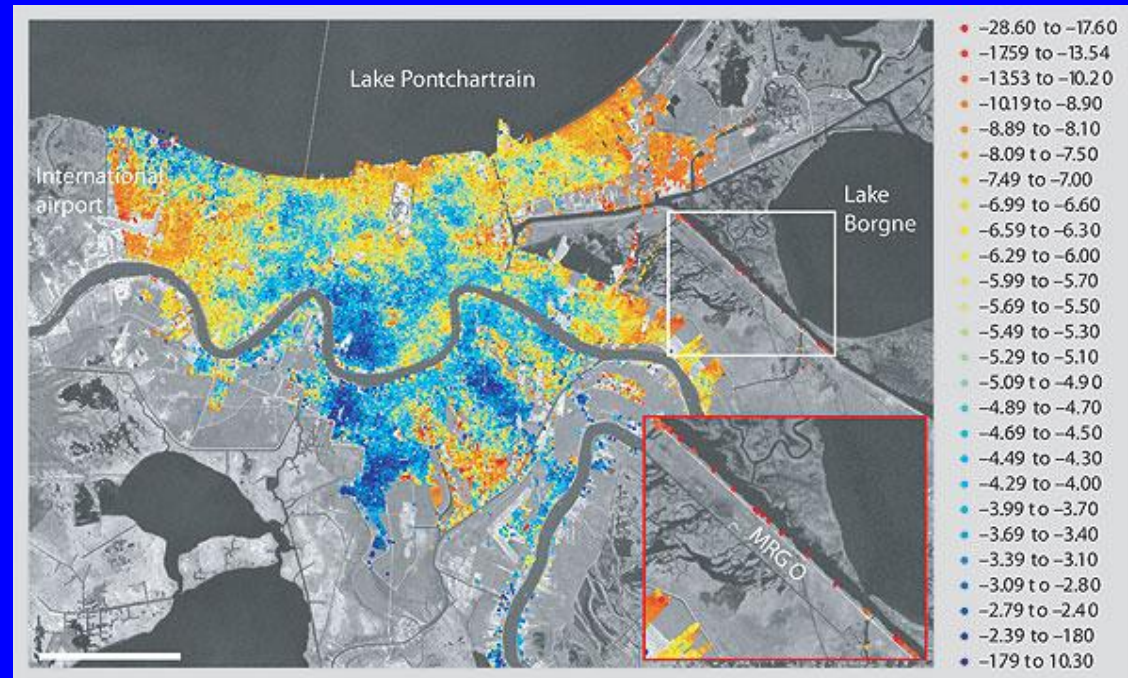 Lake Pontchartrain
International
airport
Lake
Borgne
MRGO
−28.60 to −17.60
−17.59 to −13.54
−13.53 to −10.20
−10.19 to −8.90
−8.89 to −8.10
−8.09 to −7.50
−7.49 to −7.00
−6.99 to −6.60
−6.59 to −6.30
−6.29 to −6.00
−5.99 to −5.70
−5.69 to −5.50
−5.49 to −5.30
−5.29 to −5.10
−5.09 to −4.90
−4.89 to −4.70
−4.69 to −4.50
−4.49 to −4.30
−4.29 to −4.00
−3.99 to −3.70
−3.69 to −3.40
−3.39 to −3.10
−3.09 to −2.80
−2.79 to −2.40
−2.39 to −180
−179 to 10.30